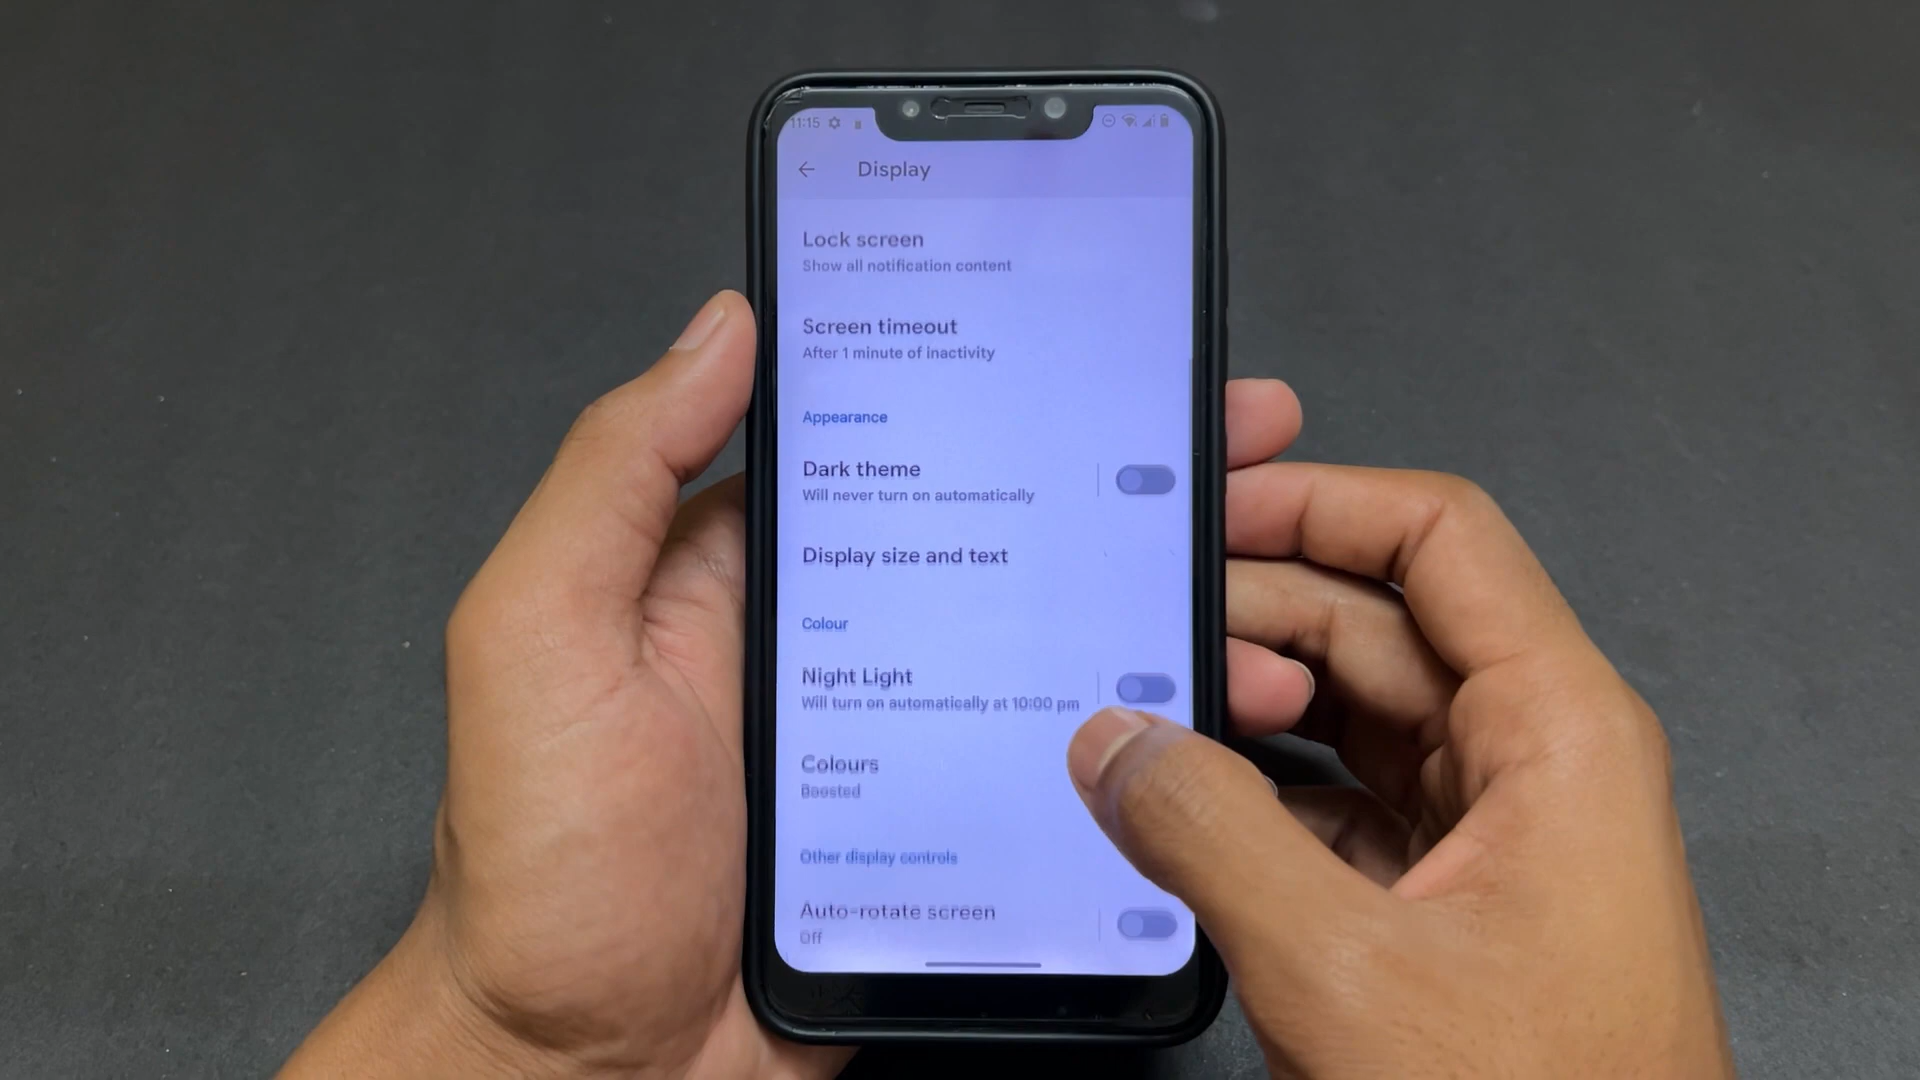 11:15
Display
Lock screen
Show all notification content
Screen timeout
After 1 minute of inactivity
Appearance
Dark theme
Will never turn on automatically
Display size and text
Colour
Night Light
Will turn on automatically at 10:00 pm
Colours
Boosted
Other display controls
Auto-rotate screen
Off